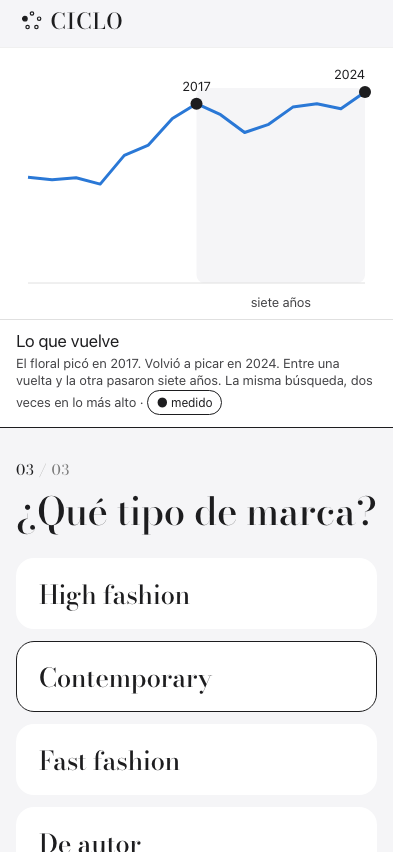 CICLO
2024
2017
siete años
Lo que vuelve
El floral picó en 2017. Volvió a picar en 2024. Entre una
vuelta y la otra pasaron siete años. La misma búsqueda, dos
veces en lo más alto · medido
03 / 03
¿Qué tipo de marca?
High fashion
Contemporary
Fast fashion
De autor